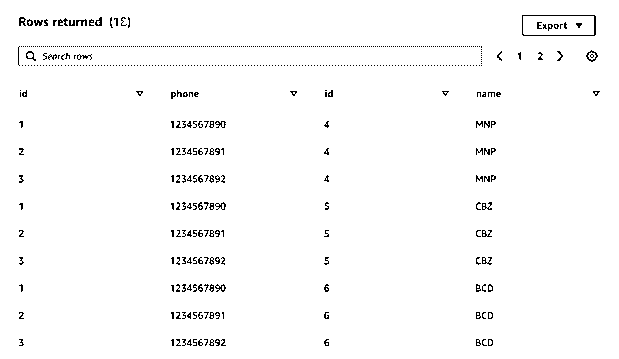 Rows returned (18)
Export
Search rows
1 2
id phone id name
1 1234567890 4 MNP
2 1234567891 4 MNP
3 1234567892 4 MNP
1 1234567890 5 CBZ
2 1234567891 5 CBZ
3 1234567892 5 CBZ
1 1234567890 6 BCD
2 1234567891 6 BCD
3 1234567892 6 BCD